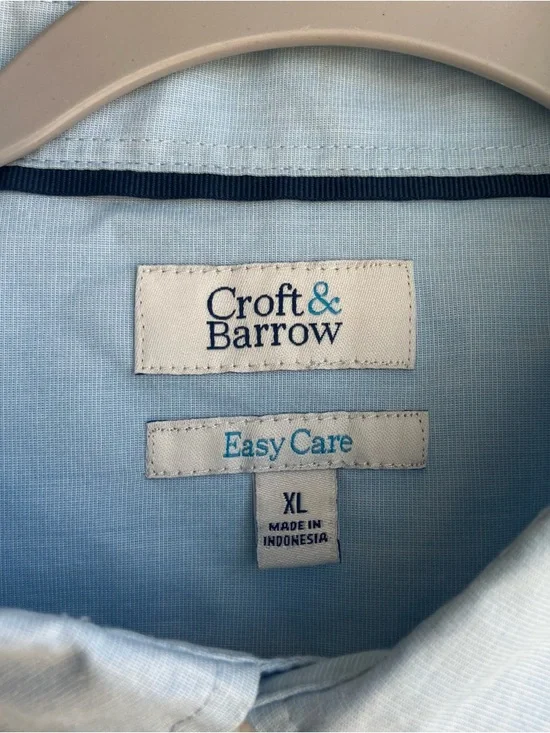 Croft&
Barrow
Easy Care
XL
MADE IN
INDONESIA